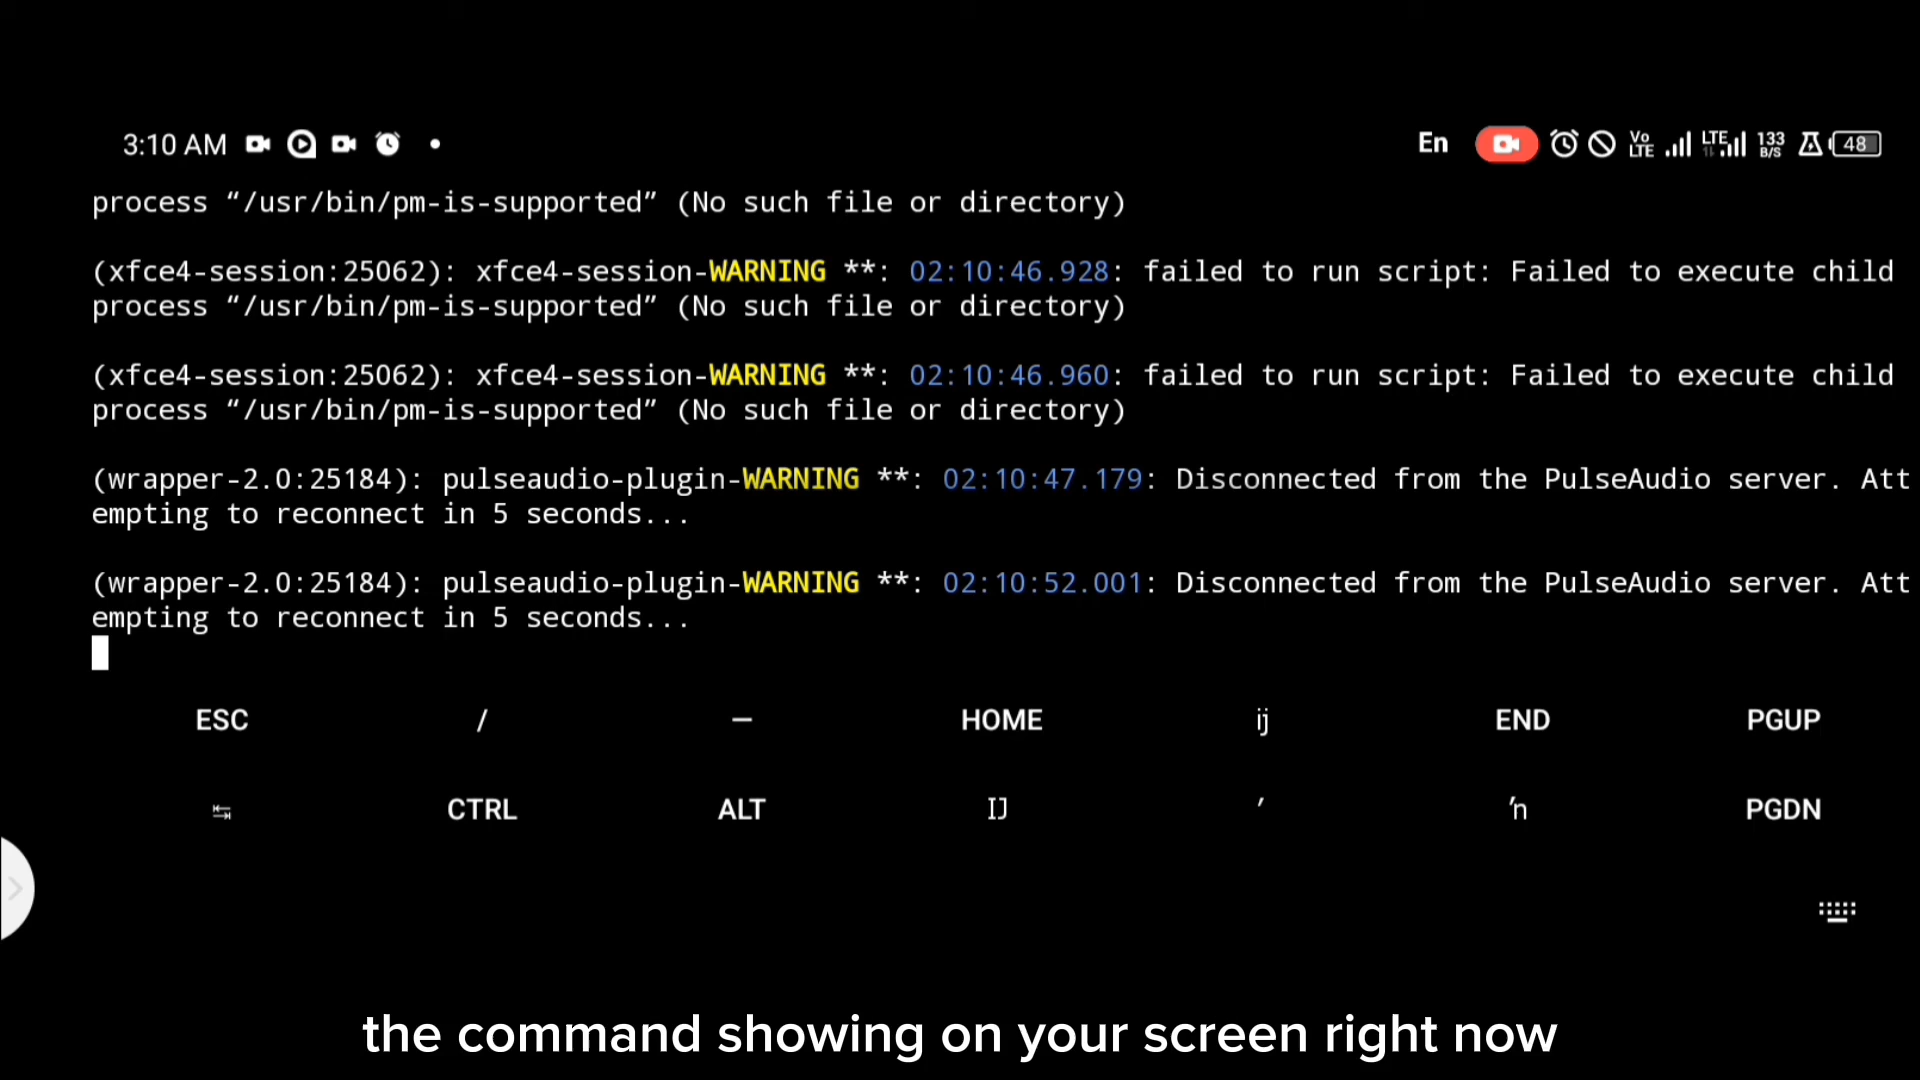 3:10 AM
En
Vo LTE
LTE
133 B/S
48
process “/usr/bin/pm-is-supported” (No such file or directory)
(xfce4-session:25062): xfce4-session-WARNING **: 02:10:46.928: failed to run script: Failed to execute child
process “/usr/bin/pm-is-supported” (No such file or directory)
(xfce4-session:25062): xfce4-session-WARNING **: 02:10:46.960: failed to run script: Failed to execute child
process “/usr/bin/pm-is-supported” (No such file or directory)
(wrapper-2.0:25184): pulseaudio-plugin-WARNING **: 02:10:47.179: Disconnected from the PulseAudio server. Att
empting to reconnect in 5 seconds...
(wrapper-2.0:25184): pulseaudio-plugin-WARNING **: 02:10:52.001: Disconnected from the PulseAudio server. Att
empting to reconnect in 5 seconds...
ESC / — HOME ĳ END PGUP
CTRL ALT Ĳ ′ ŉ PGDN
the command showing on your screen right now